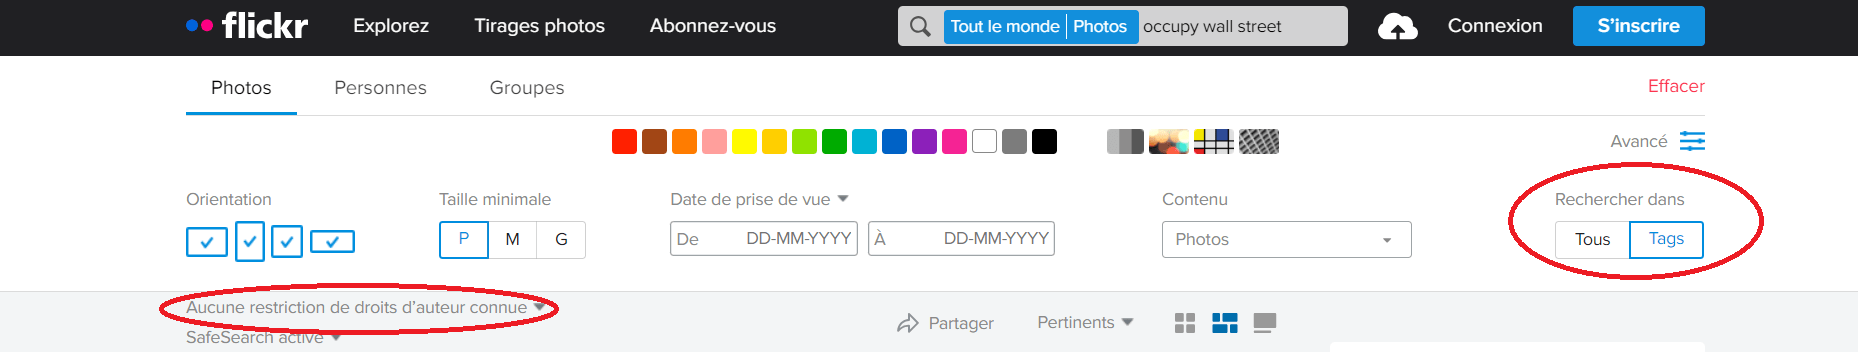 flickr Explorez Tirages photos Abonnez-vous Tout le monde Photos occupy wall street Connexion S'inscrire
Photos Personnes Groupes Effacer
Avancé
Orientation Taille minimale Date de prise de vue Contenu Rechercher dans
P M G De DD-MM-YYYY À DD-MM-YYYY Photos Tous Tags
Aucune restriction de droits d'auteur connue
Partager Pertinents
SafeSearch activé